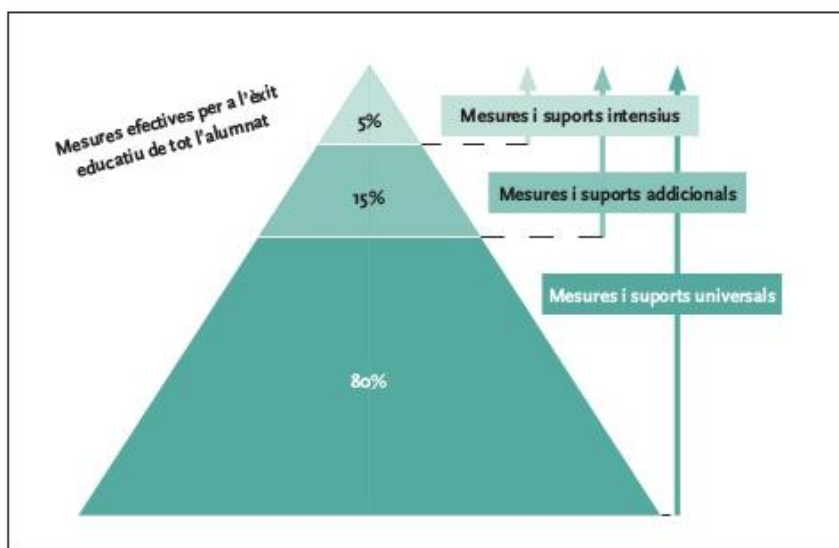 Mesures efectives per a l'èxit
educatiu de tot l'alumnat
5%
Mesures i suports intensius
15%
Mesures i suports addicionals
Mesures i suports universals
80%